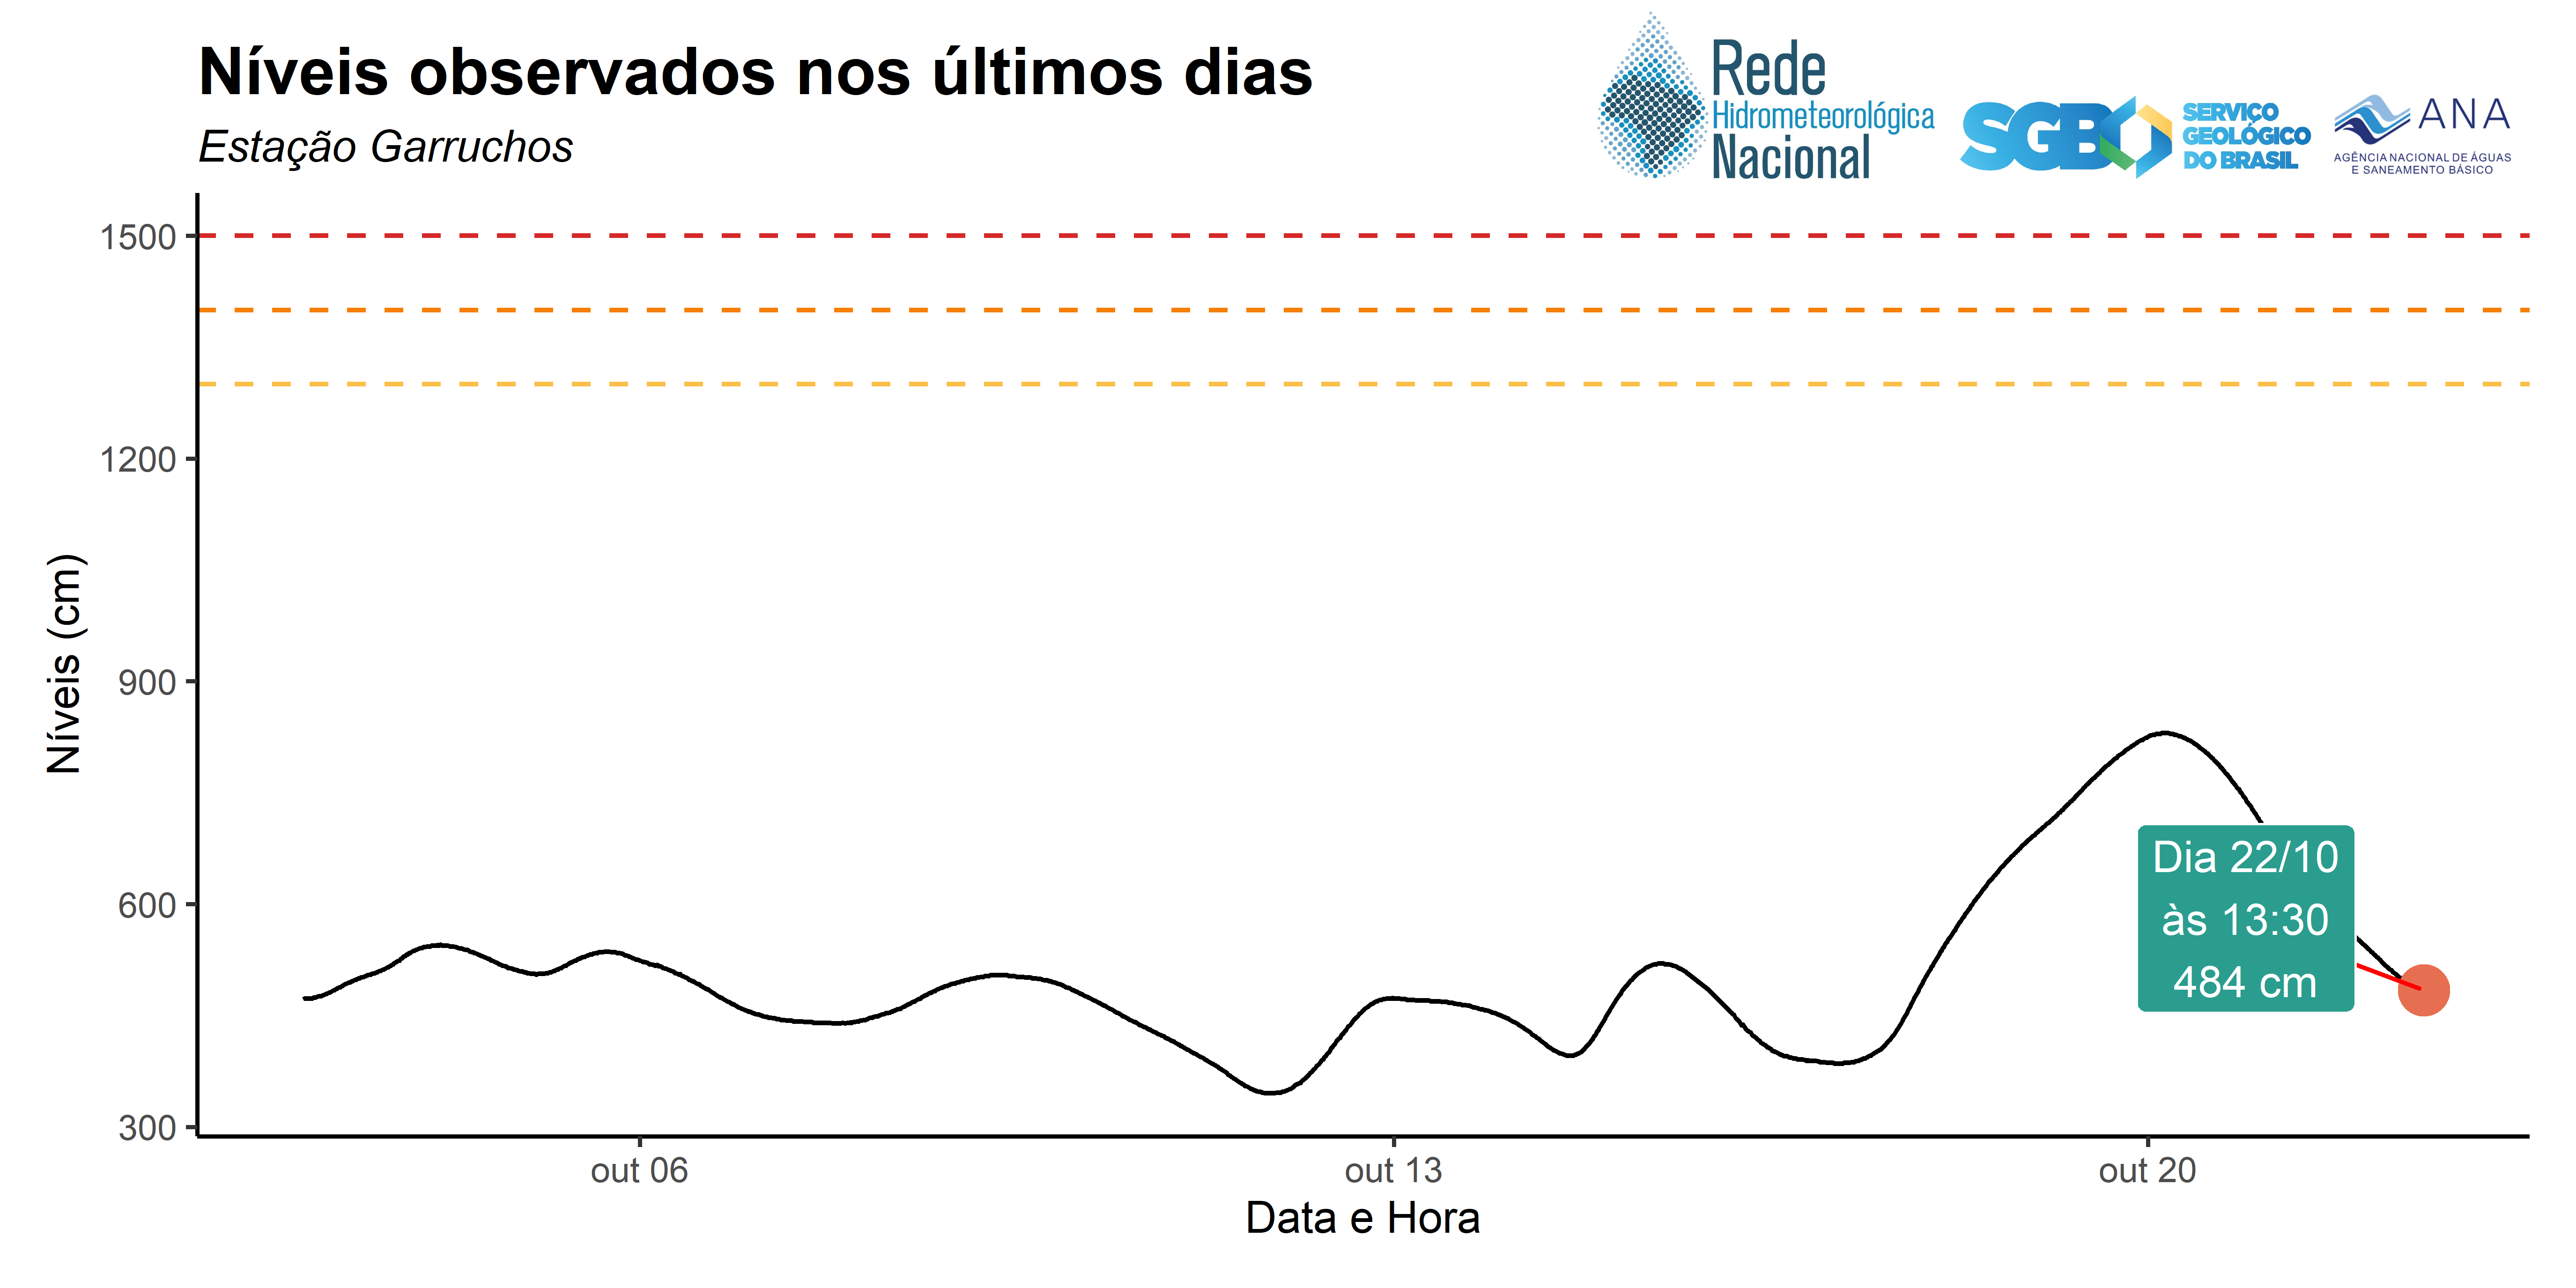 Níveis observados nos últimos dias
Estação Garruchos
Rede
Hidrometeorológica
Nacional
SGB
SERVIÇO
GEOLÓGICO
DO BRASIL
ANA
AGÊNCIA NACIONAL DE ÁGUAS
E SANEAMENTO BÁSICO
Níveis (cm)
1500
1200
900
600
300
Dia 22/10
às 13:30
484 cm
out 06
out 13
out 20
Data e Hora